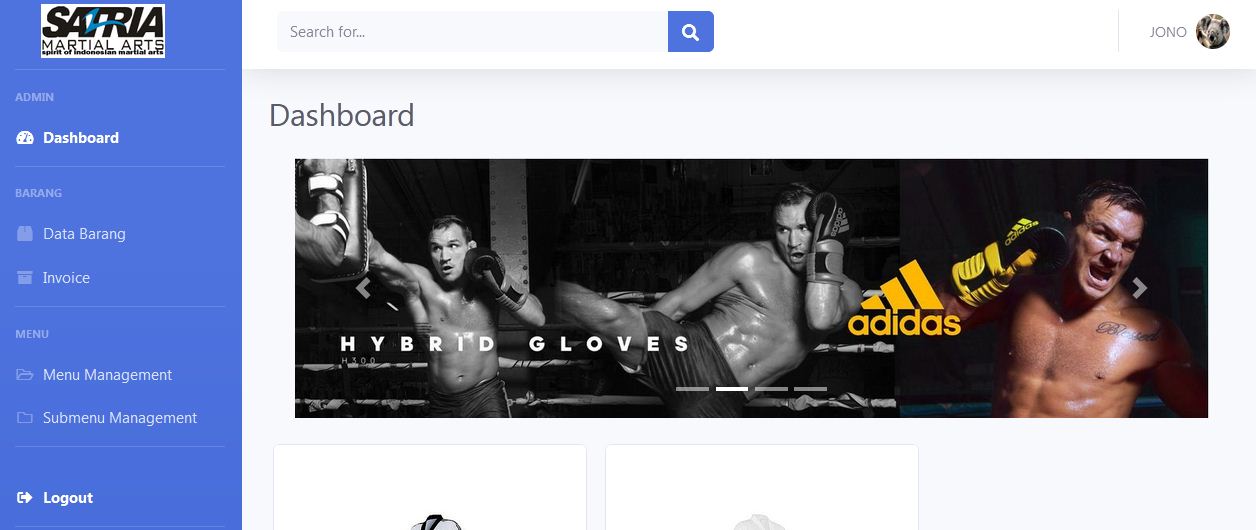 SATRIA
MARTIAL ARTS
spirit of indonesian martial arts
Search for...
JONO
ADMIN
Dashboard
BARANG
Data Barang
Invoice
MENU
Menu Management
Submenu Management
Logout
Dashboard
HYBRID GLOVES
H300
adidas